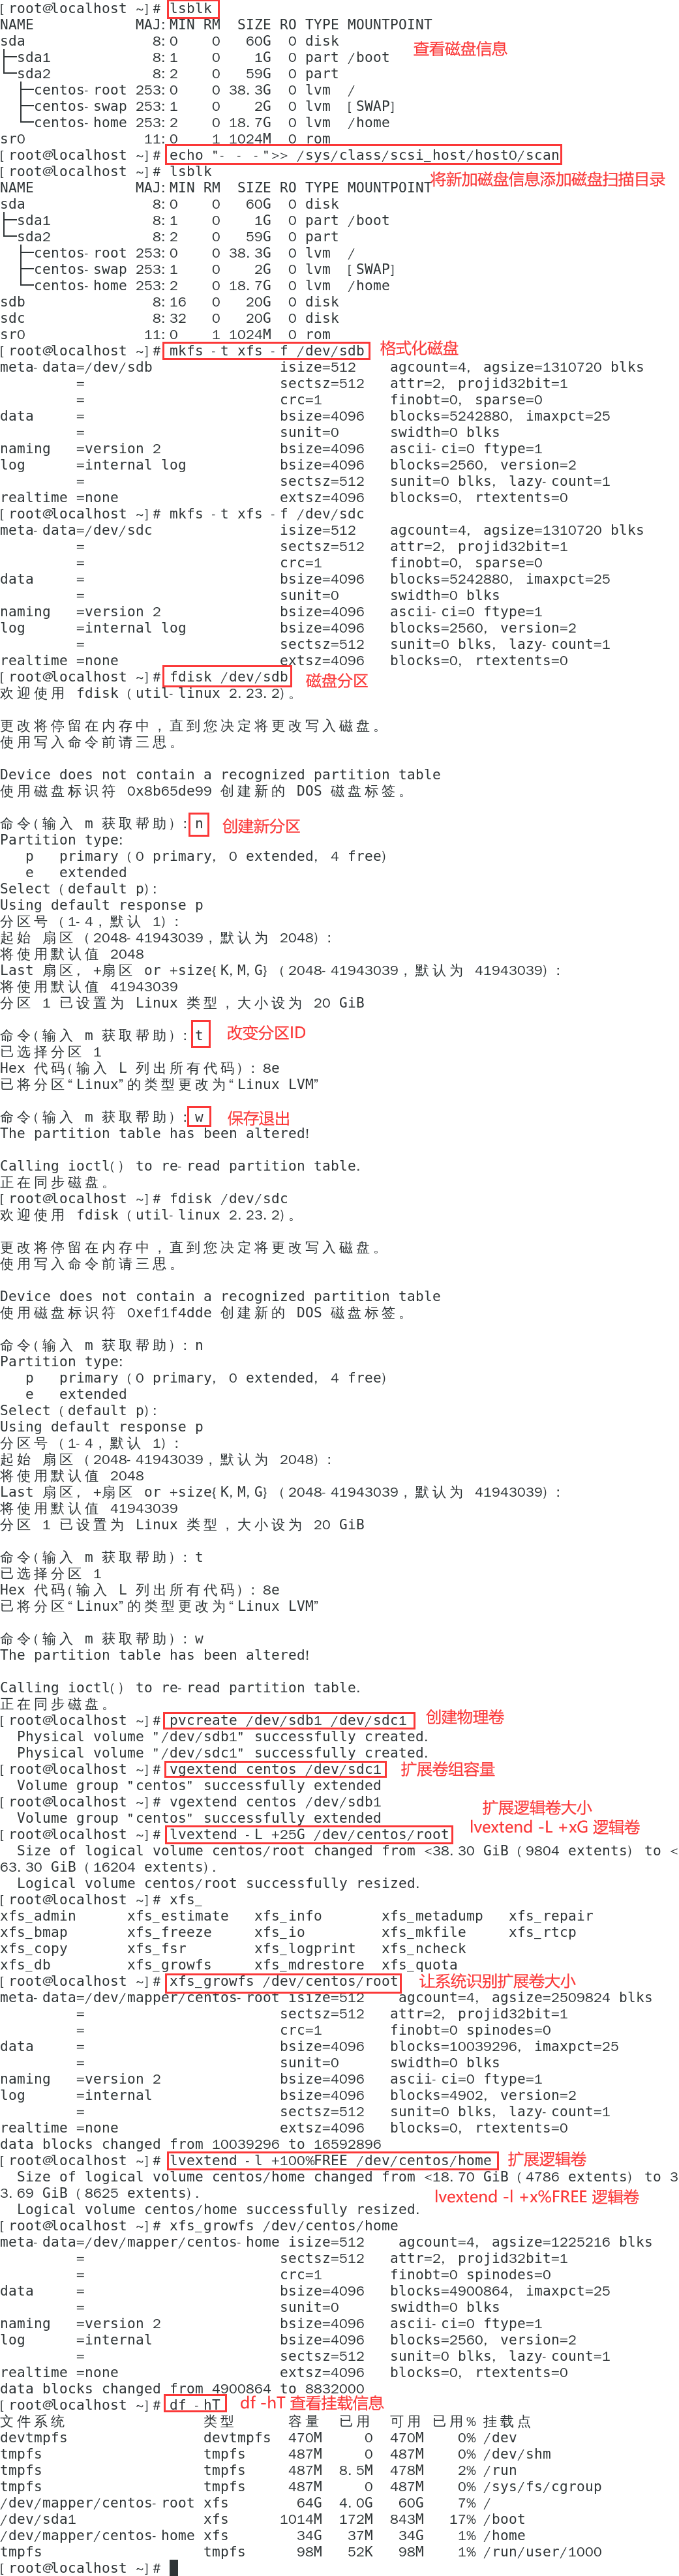 [root@localhost ~]# lsblk
NAME MAJ:MIN RM SIZE RO TYPE MOUNTPOINT
sda 8:0 0 60G 0 disk
查看磁盘信息
├─sda1 8:1 0 1G 0 part /boot
└─sda2 8:2 0 59G 0 part
├─centos-root 253:0 0 38.3G 0 lvm /
├─centos-swap 253:1 0 2G 0 lvm [SWAP]
└─centos-home 253:2 0 18.7G 0 lvm /home
sr0 11:0 1 1024M 0 rom
[root@localhost ~]# echo "- - -">> /sys/class/scsi_host/host0/scan
[root@localhost ~]# lsblk
将新加磁盘信息添加磁盘扫描目录
NAME MAJ:MIN RM SIZE RO TYPE MOUNTPOINT
sda 8:0 0 60G 0 disk
├─sda1 8:1 0 1G 0 part /boot
└─sda2 8:2 0 59G 0 part
├─centos-root 253:0 0 38.3G 0 lvm /
├─centos-swap 253:1 0 2G 0 lvm [SWAP]
└─centos-home 253:2 0 18.7G 0 lvm /home
sdb 8:16 0 20G 0 disk
sdc 8:32 0 20G 0 disk
sr0 11:0 1 1024M 0 rom
[root@localhost ~]# mkfs -t xfs -f /dev/sdb 格式化磁盘
meta-data=/dev/sdb isize=512 agcount=4, agsize=1310720 blks
= sectsz=512 attr=2, projid32bit=1
= crc=1 finobt=0, sparse=0
data = bsize=4096 blocks=5242880, imaxpct=25
= sunit=0 swidth=0 blks
naming =version 2 bsize=4096 ascii-ci=0 ftype=1
log =internal log bsize=4096 blocks=2560, version=2
= sectsz=512 sunit=0 blks, lazy-count=1
realtime =none extsz=4096 blocks=0, rtextents=0
[root@localhost ~]# mkfs -t xfs -f /dev/sdc
meta-data=/dev/sdc isize=512 agcount=4, agsize=1310720 blks
= sectsz=512 attr=2, projid32bit=1
= crc=1 finobt=0, sparse=0
data = bsize=4096 blocks=5242880, imaxpct=25
= sunit=0 swidth=0 blks
naming =version 2 bsize=4096 ascii-ci=0 ftype=1
log =internal log bsize=4096 blocks=2560, version=2
= sectsz=512 sunit=0 blks, lazy-count=1
realtime =none extsz=4096 blocks=0, rtextents=0
[root@localhost ~]# fdisk /dev/sdb 磁盘分区
欢迎使用 fdisk (util-linux 2.23.2)。
更改将停留在内存中，直到您决定将更改写入磁盘。
使用写入命令前请三思。
Device does not contain a recognized partition table
使用磁盘标识符 0x8b65de99 创建新的 DOS 磁盘标签。
命令(输入 m 获取帮助)：n 创建新分区
Partition type:
p primary (0 primary, 0 extended, 4 free)
e extended
Select (default p):
Using default response p
分区号 (1-4，默认 1)：
起始 扇区 (2048-41943039，默认为 2048)：
将使用默认值 2048
Last 扇区, +扇区 or +size{K,M,G} (2048-41943039，默认为 41943039)：
将使用默认值 41943039
分区 1 已设置为 Linux 类型，大小设为 20 GiB
命令(输入 m 获取帮助)：t 改变分区ID
已选择分区 1
Hex 代码(输入 L 列出所有代码)：8e
已将分区“Linux”的类型更改为“Linux LVM”
命令(输入 m 获取帮助)：w 保存退出
The partition table has been altered!
Calling ioctl() to re-read partition table.
正在同步磁盘。
[root@localhost ~]# fdisk /dev/sdc
欢迎使用 fdisk (util-linux 2.23.2)。
更改将停留在内存中，直到您决定将更改写入磁盘。
使用写入命令前请三思。
Device does not contain a recognized partition table
使用磁盘标识符 0xef1f4dde 创建新的 DOS 磁盘标签。
命令(输入 m 获取帮助)：n
Partition type:
p primary (0 primary, 0 extended, 4 free)
e extended
Select (default p):
Using default response p
分区号 (1-4，默认 1)：
起始 扇区 (2048-41943039，默认为 2048)：
将使用默认值 2048
Last 扇区, +扇区 or +size{K,M,G} (2048-41943039，默认为 41943039)：
将使用默认值 41943039
分区 1 已设置为 Linux 类型，大小设为 20 GiB
命令(输入 m 获取帮助)：t
已选择分区 1
Hex 代码(输入 L 列出所有代码)：8e
已将分区“Linux”的类型更改为“Linux LVM”
命令(输入 m 获取帮助)：w
The partition table has been altered!
Calling ioctl() to re-read partition table.
正在同步磁盘。
[root@localhost ~]# pvcreate /dev/sdb1 /dev/sdc1 创建物理卷
Physical volume "/dev/sdb1" successfully created.
Physical volume "/dev/sdc1" successfully created.
[root@localhost ~]# vgextend centos /dev/sdc1 扩展卷组容量
Volume group "centos" successfully extended
[root@localhost ~]# vgextend centos /dev/sdb1
扩展逻辑卷大小
Volume group "centos" successfully extended
lvextend -L +xG 逻辑卷
[root@localhost ~]# lvextend -L +25G /dev/centos/root
Size of logical volume centos/root changed from <38.30 GiB (9804 extents) to <
63.30 GiB (16204 extents).
Logical volume centos/root successfully resized.
[root@localhost ~]# xfs_
xfs_admin xfs_estimate xfs_info xfs_metadump xfs_repair
xfs_bmap xfs_freeze xfs_io xfs_mkfile xfs_rtcp
xfs_copy xfs_fsr xfs_logprint xfs_ncheck
xfs_db xfs_growfs xfs_mdrestore xfs_quota
[root@localhost ~]# xfs_growfs /dev/centos/root 让系统识别扩展卷大小
meta-data=/dev/mapper/centos-root isize=512 agcount=4, agsize=2509824 blks
= sectsz=512 attr=2, projid32bit=1
= crc=1 finobt=0 spinodes=0
data = bsize=4096 blocks=10039296, imaxpct=25
= sunit=0 swidth=0 blks
naming =version 2 bsize=4096 ascii-ci=0 ftype=1
log =internal bsize=4096 blocks=4902, version=2
= sectsz=512 sunit=0 blks, lazy-count=1
realtime =none extsz=4096 blocks=0, rtextents=0
data blocks changed from 10039296 to 16592896
[root@localhost ~]# lvextend -l +100%FREE /dev/centos/home 扩展逻辑卷
Size of logical volume centos/home changed from <18.70 GiB (4786 extents) to 3
3.69 GiB (8625 extents).
lvextend -l +x%FREE 逻辑卷
Logical volume centos/home successfully resized.
[root@localhost ~]# xfs_growfs /dev/centos/home
meta-data=/dev/mapper/centos-home isize=512 agcount=4, agsize=1225216 blks
= sectsz=512 attr=2, projid32bit=1
= crc=1 finobt=0 spinodes=0
data = bsize=4096 blocks=4900864, imaxpct=25
= sunit=0 swidth=0 blks
naming =version 2 bsize=4096 ascii-ci=0 ftype=1
log =internal bsize=4096 blocks=2560, version=2
= sectsz=512 sunit=0 blks, lazy-count=1
realtime =none extsz=4096 blocks=0, rtextents=0
data blocks changed from 4900864 to 8832000
[root@localhost ~]# df -hT df -hT 查看挂载信息
文件系统 类型 容量 已用 可用 已用% 挂载点
devtmpfs devtmpfs 470M 0 470M 0% /dev
tmpfs tmpfs 487M 0 487M 0% /dev/shm
tmpfs tmpfs 487M 8.5M 478M 2% /run
tmpfs tmpfs 487M 0 487M 0% /sys/fs/cgroup
/dev/mapper/centos-root xfs 64G 4.0G 60G 7% /
/dev/sda1 xfs 1014M 172M 843M 17% /boot
/dev/mapper/centos-home xfs 34G 37M 34G 1% /home
tmpfs tmpfs 98M 52K 98M 1% /run/user/1000
[root@localhost ~]#